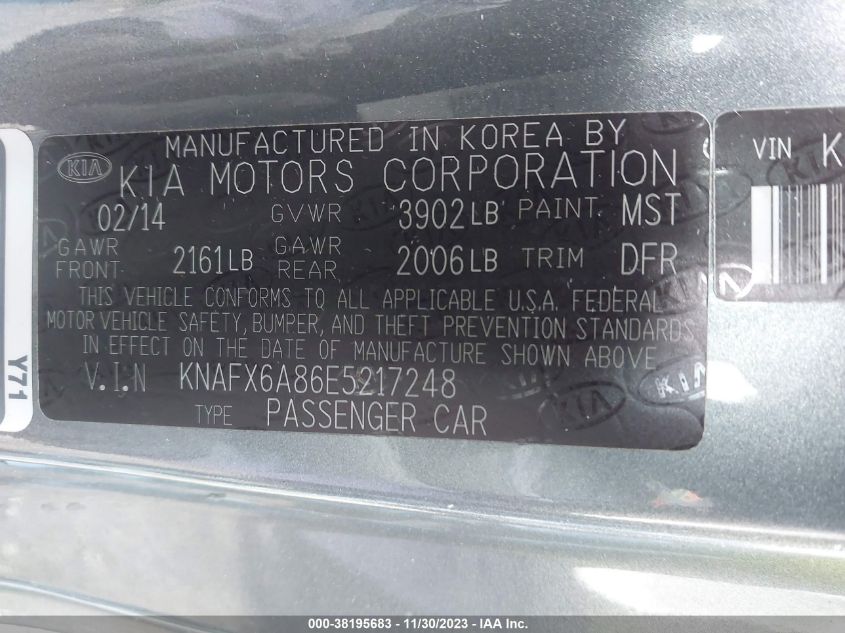 MANUFACTURED IN KOREA BY
KIA KIA MOTORS CORPORATION
02/14 GVWR 3902LB PAINT MST
GAWR FRONT 2161LB GAWR REAR 2006LB TRIM DFR
THIS VEHICLE CONFORMS TO ALL APPLICABLE U.S.A. FEDERAL
MOTOR VEHICLE SAFETY, BUMPER, AND THEFT PREVENTION STANDARDS
IN EFFECT ON THE DATE OF MANUFACTURE SHOWN ABOVE.
V.I.N KNAFX6A86E5217248
TYPE PASSENGER CAR
VIN K
Y71
000-38195683 - 11/30/2023 - IAA Inc.